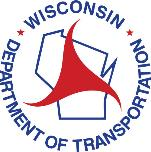 WISCONSIN
DEPARTMENT OF TRANSPORTATION